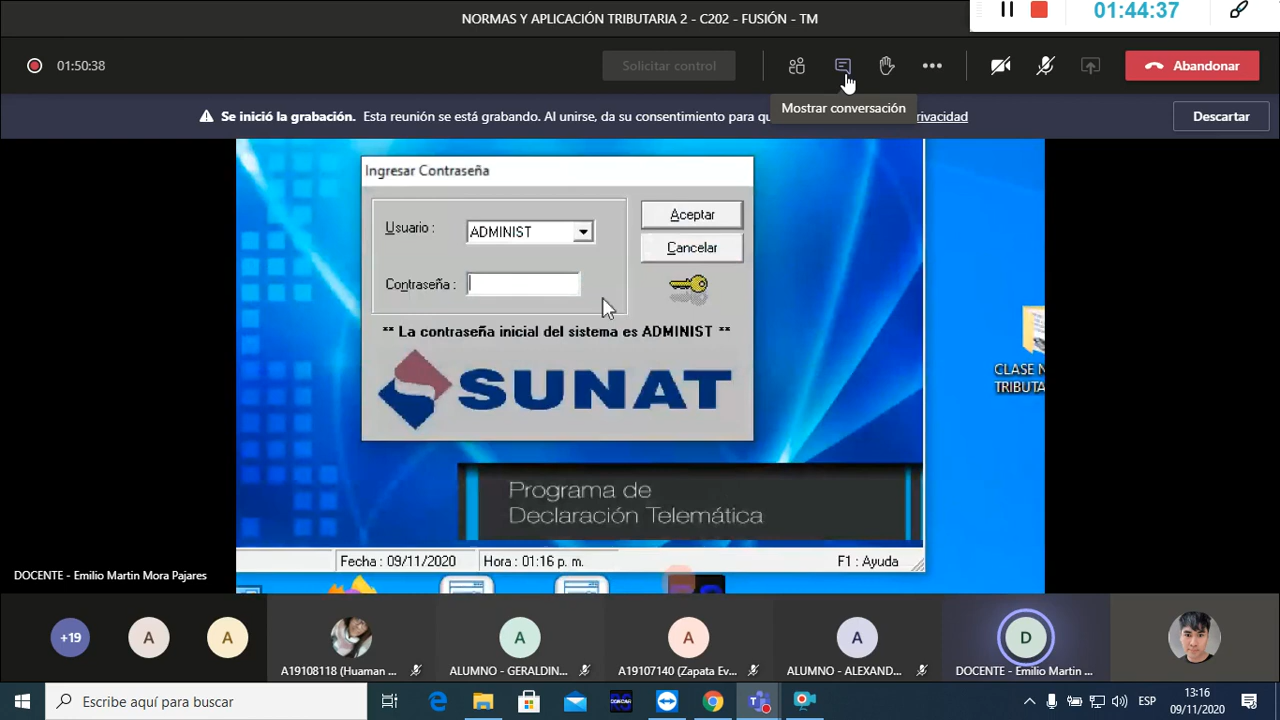 NORMAS Y APLICACIÓN TRIBUTARIA 2 - C202 - FUSIÓN - TM
01:44:37
01:50:38
Solicitar control
Abandonar
Mostrar conversación
Se inició la grabación. Esta reunión se está grabando. Al unirse, da su consentimiento para qu
rivacidad
Descartar
Ingresar Contraseña
Usuario :
ADMINIST
Aceptar
Cancelar
Contraseña :
** La contraseña inicial del sistema es ADMINIST **
SUNAT
CLASE N
TRIBUTA
Programa de
Declaración Telemática
Fecha : 09/11/2020
Hora : 01:16 p. m.
F1 : Ayuda
DOCENTE - Emilio Martin Mora Pajares
+19
A
A
A
A
A
D
A19108118 (Huaman ...
ALUMNO - GERALDIN...
A19107140 (Zapata Ev...
ALUMNO - ALEXAND...
DOCENTE - Emilio Martin ...
Escribe aquí para buscar
ESP
13:16
09/11/2020